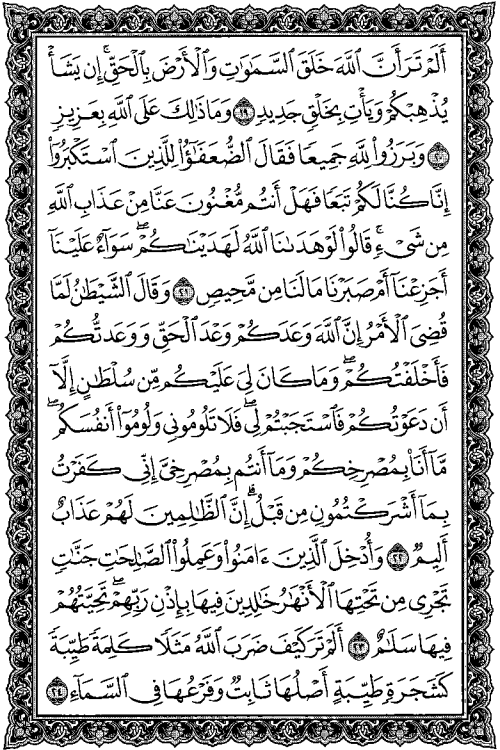 أَلَمْ تَرَ أَنَّ ٱللَّهَ خَلَقَ ٱلسَّمَٰوَٰتِ وَٱلْأَرْضَ بِٱلْحَقِّ ۚ إِن يَشَأْ
يُذْهِبْكُمْ وَيَأْتِ بِخَلْقٍ جَدِيدٍ ١٩ وَمَا ذَٰلِكَ عَلَى ٱللَّهِ بِعَزِيزٍ
٢٠ وَبَرَزُوا۟ لِلَّهِ جَمِيعًا فَقَالَ ٱلضُّعَفَٰٓؤُا۟ لِلَّذِينَ ٱسْتَكْبَرُوٓا۟
إِنَّا كُنَّا لَكُمْ تَبَعًا فَهَلْ أَنتُم مُّغْنُونَ عَنَّا مِنْ عَذَابِ ٱللَّهِ
مِن شَىْءٍ ۚ قَالُوا۟ لَوْ هَدَىٰنَا ٱللَّهُ لَهَدَيْنَٰكُمْ ۖ سَوَآءٌ عَلَيْنَآ
أَجَزِعْنَآ أَمْ صَبَرْنَا مَا لَنَا مِن مَّحِيصٍ ٢١ وَقَالَ ٱلشَّيْطَٰنُ لَمَّا
قُضِىَ ٱلْأَمْرُ إِنَّ ٱللَّهَ وَعَدَكُمْ وَعْدَ ٱلْحَقِّ وَوَعَدتُّكُمْ
فَأَخْلَفْتُكُمْ ۖ وَمَا كَانَ لِىَ عَلَيْكُم مِّن سُلْطَٰنٍ إِلَّآ
أَن دَعَوْتُكُمْ فَٱسْتَجَبْتُمْ لِى ۖ فَلَا تَلُومُونِى وَلُومُوٓا۟ أَنفُسَكُم ۖ
مَّآ أَنَا۠ بِمُصْرِخِكُمْ وَمَآ أَنتُم بِمُصْرِخِىَّ ۖ إِنِّى كَفَرْتُ
بِمَآ أَشْرَكْتُمُونِ مِن قَبْلُ ۗ إِنَّ ٱلظَّٰلِمِينَ لَهُمْ عَذَابٌ
أَلِيمٌ ٢٢ وَأُدْخِلَ ٱلَّذِينَ ءَامَنُوا۟ وَعَمِلُوا۟ ٱلصَّٰلِحَٰتِ جَنَّٰتٍ
تَجْرِى مِن تَحْتِهَا ٱلْأَنْهَٰرُ خَٰلِدِينَ فِيهَا بِإِذْنِ رَبِّهِمْ ۖ تَحِيَّتُهُمْ
فِيهَا سَلَٰمٌ ٢٣ أَلَمْ تَرَ كَيْفَ ضَرَبَ ٱللَّهُ مَثَلًا كَلِمَةً طَيِّبَةً
كَشَجَرَةٍ طَيِّبَةٍ أَصْلُهَا ثَابِتٌ وَفَرْعُهَا فِى ٱلسَّمَآءِ ٢٤